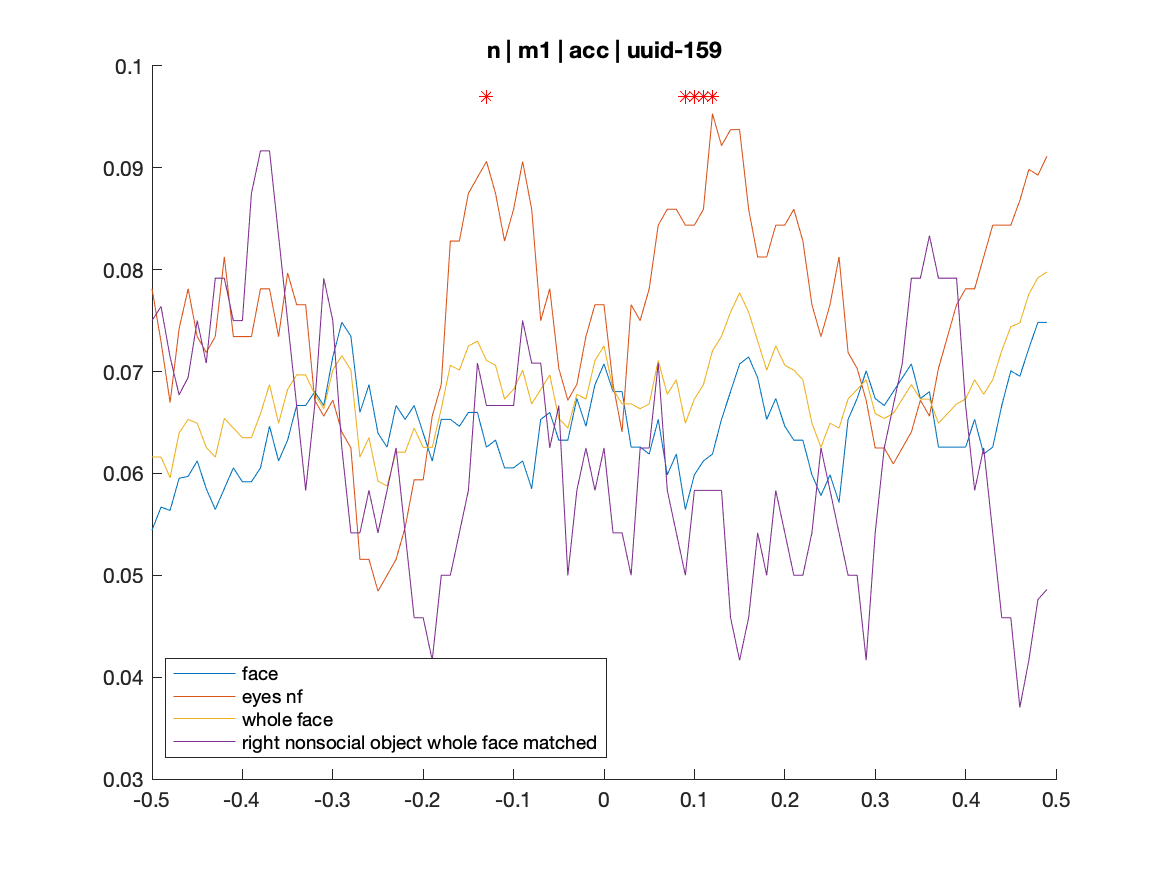 n | m1 | acc | uuid-159
0.1
0.09
0.08
0.07
0.06
0.05
0.04
0.03
face
eyes nf
whole face
right nonsocial object whole face matched
-0.5 -0.4 -0.3 -0.2 -0.1 0 0.1 0.2 0.3 0.4 0.5